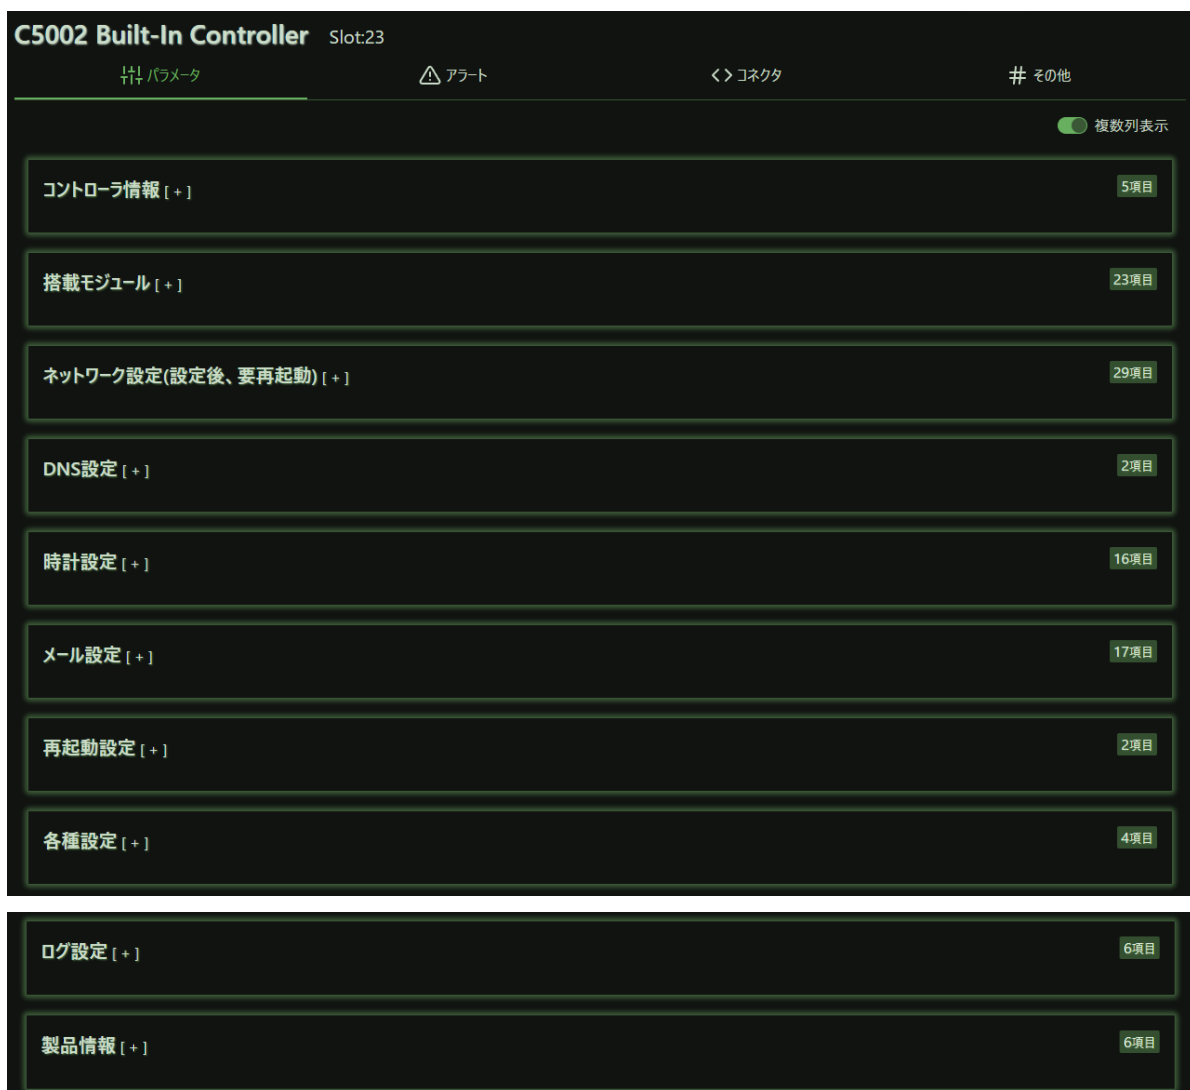 C5002 Built-In Controller Slot:23
パラメータ アラート コネクタ その他
複数列表示
コントローラ情報 [ + ] 5項目
搭載モジュール [ + ] 23項目
ネットワーク設定(設定後、要再起動) [ + ] 29項目
DNS設定 [ + ] 2項目
時計設定 [ + ] 16項目
メール設定 [ + ] 17項目
再起動設定 [ + ] 2項目
各種設定 [ + ] 4項目
ログ設定 [ + ] 6項目
製品情報 [ + ] 6項目